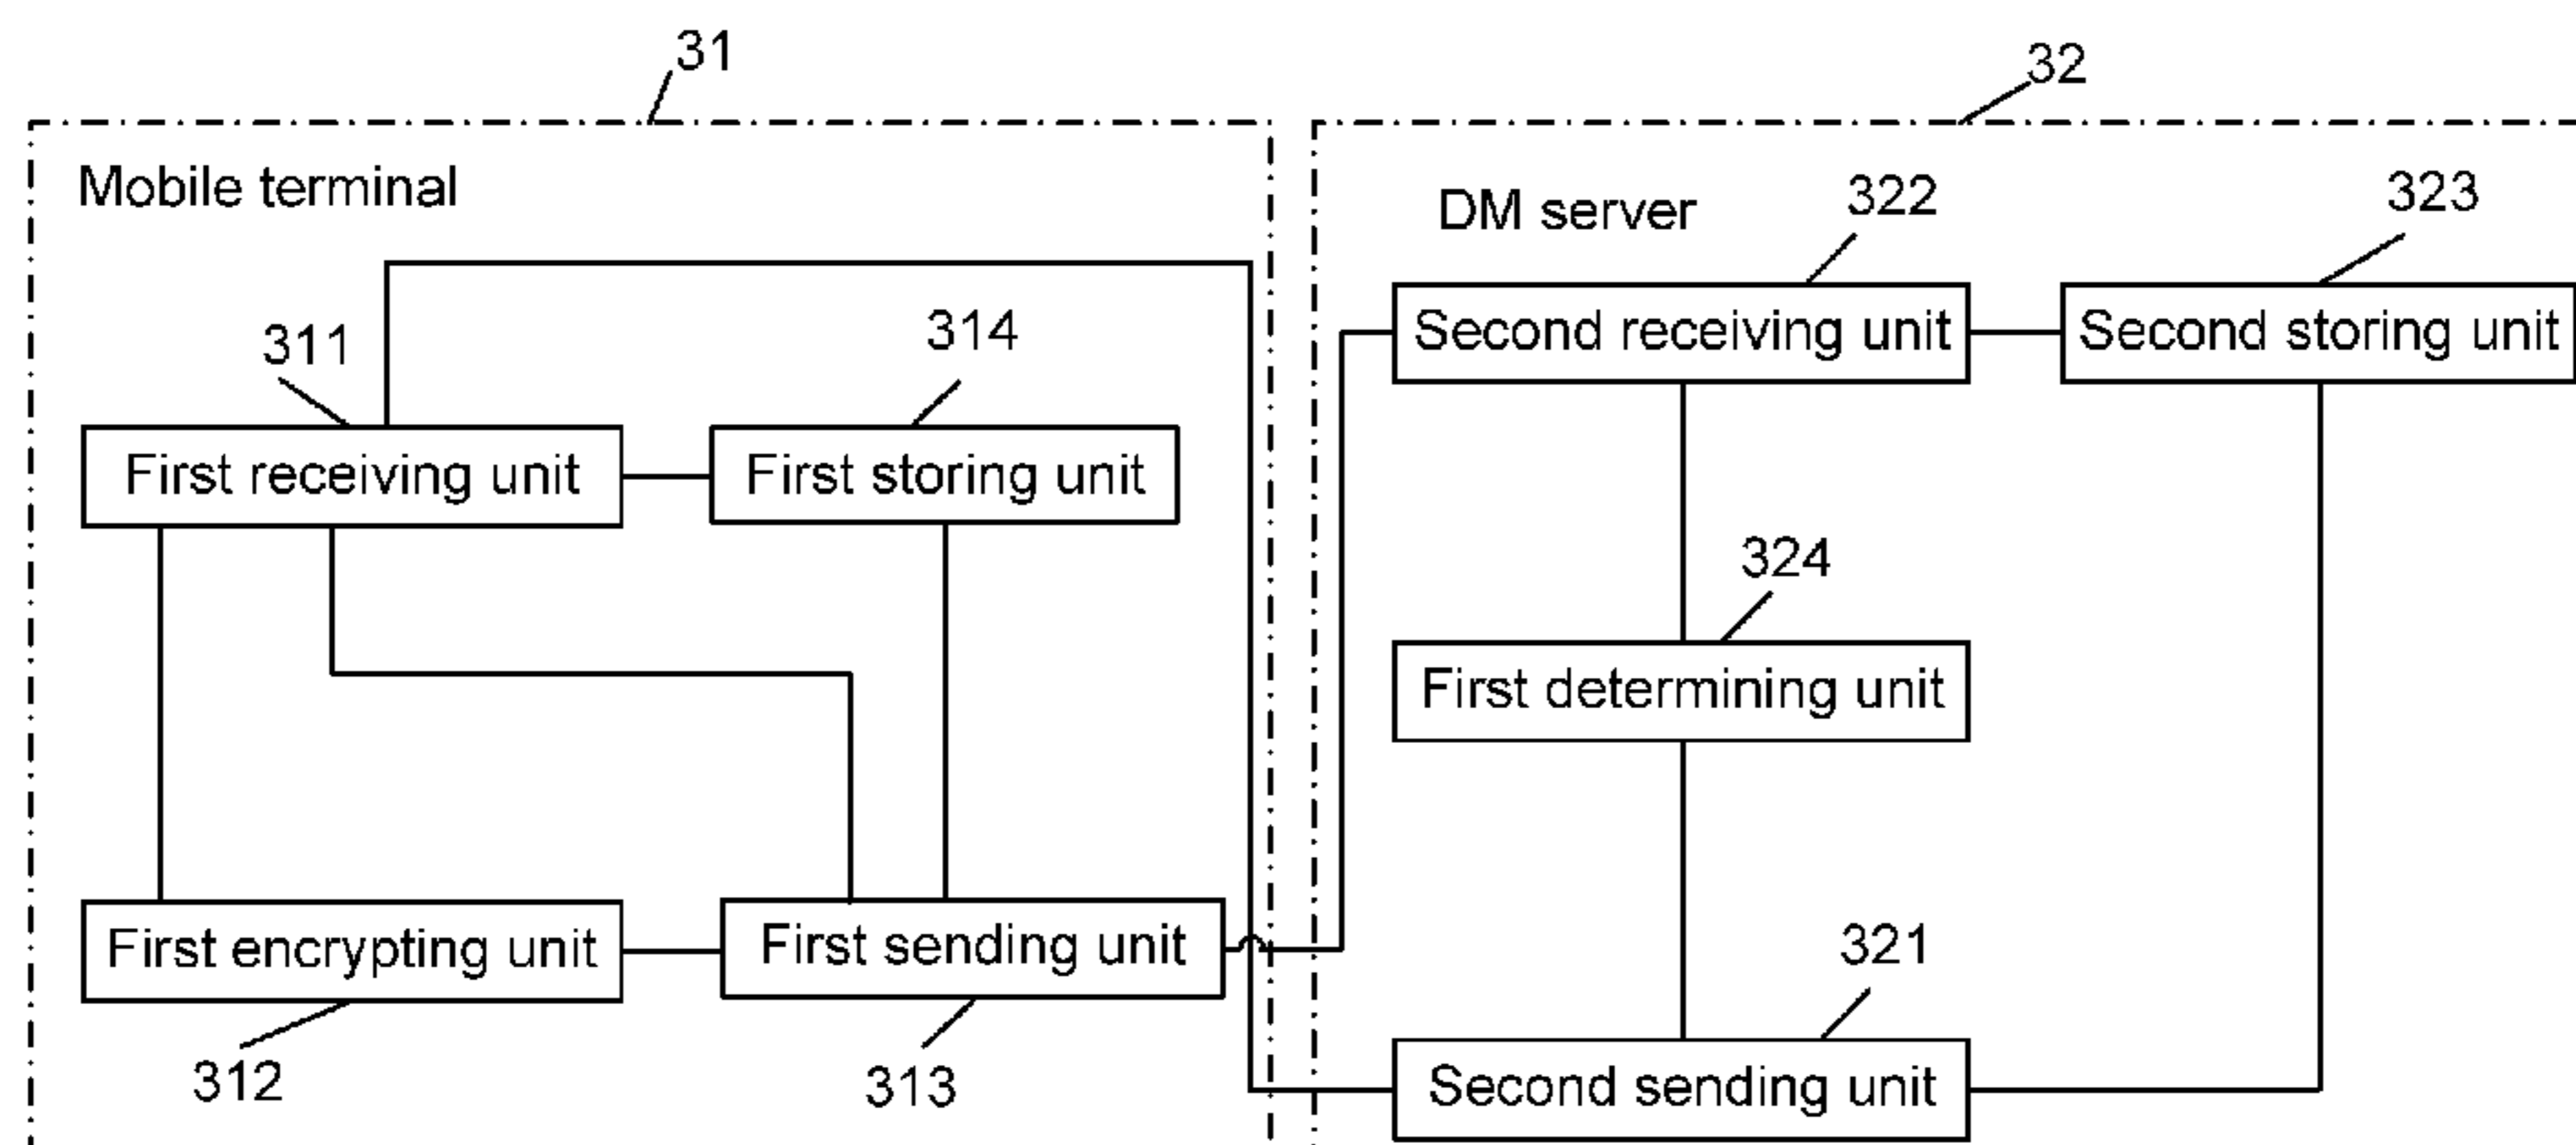 31
32
Mobile terminal
DM server
322
323
Second receiving unit
Second storing unit
311
314
First receiving unit
First storing unit
324
First determining unit
First encrypting unit
First sending unit
321
312
313
Second sending unit